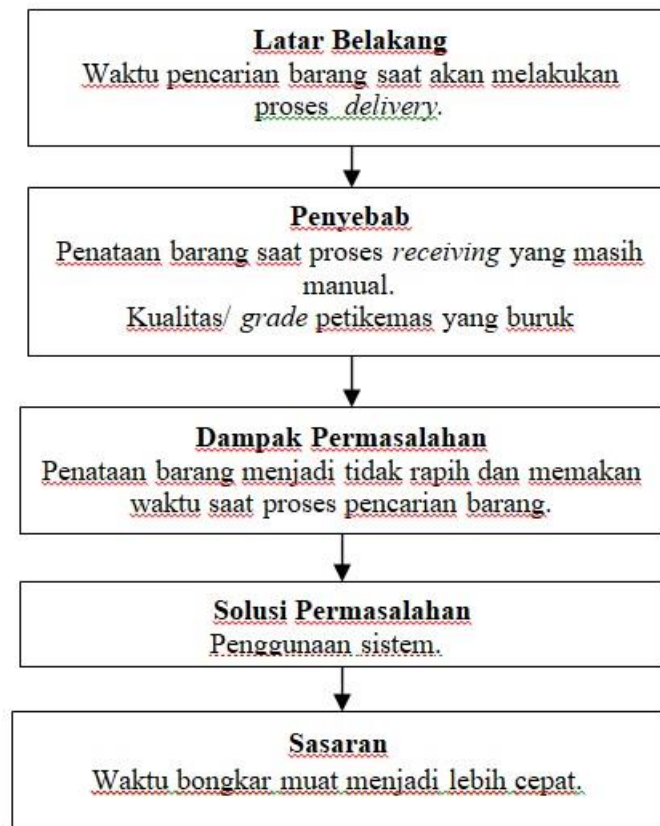 Latar Belakang
Waktu pencarian barang saat akan melakukan
proses delivery.
Penyebab
Penataan barang saat proses receiving yang masih
manual.
Kualitas/ grade petikemas yang buruk
Dampak Permasalahan
Penataan barang menjadi tidak rapih dan memakan
waktu saat proses pencarian barang.
Solusi Permasalahan
Penggunaan sistem.
Sasaran
Waktu bongkar muat menjadi lebih cepat.